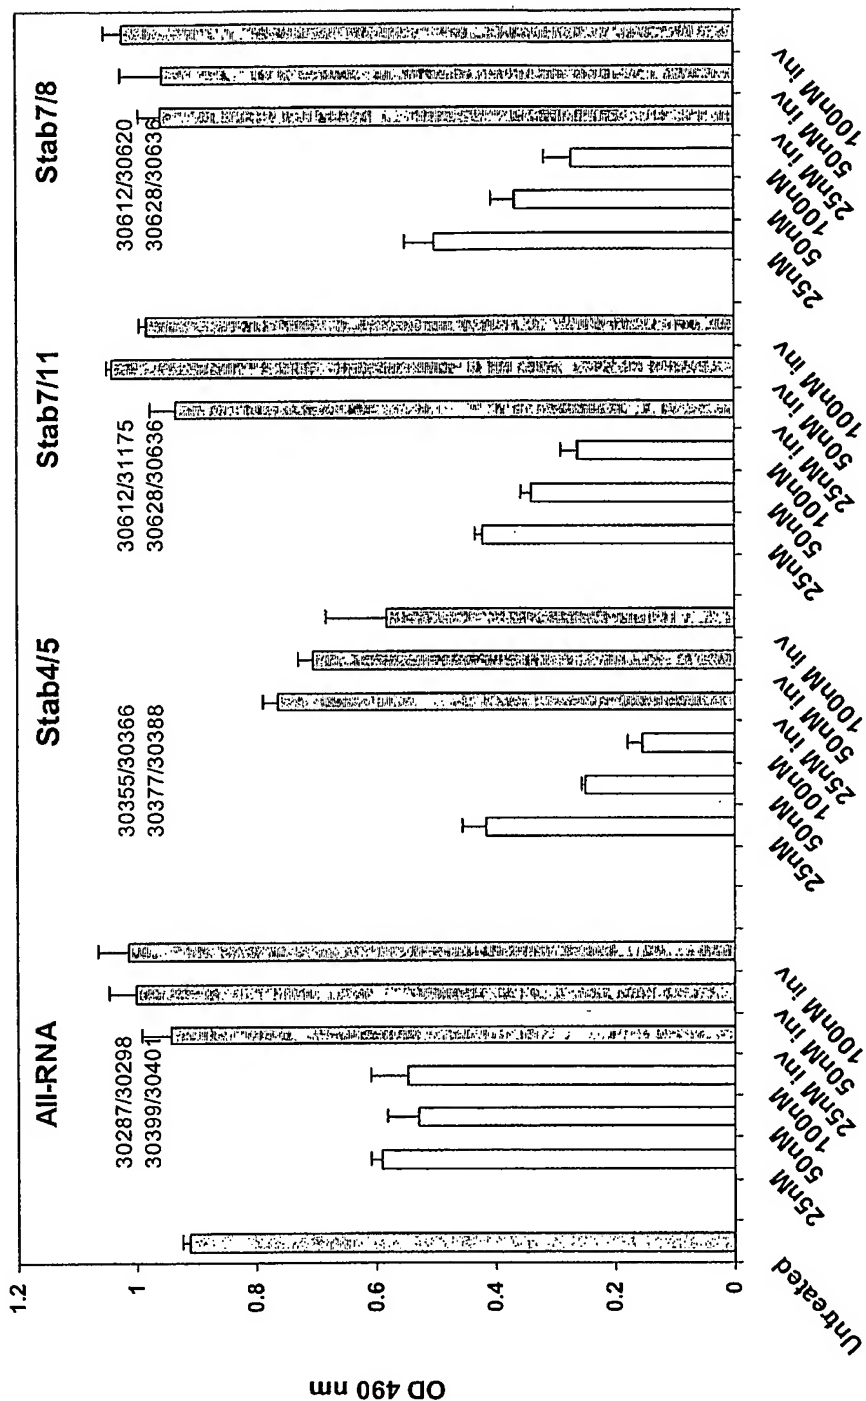 All-RNA
Stab4/5
Stab7/11
Stab7/8
30287/30298
30399/30401
30355/30366
30377/30388
30612/31175
30628/30636
30612/30620
30628/30636
OD 490 nm
1.2
1
0.8
0.6
0.4
0.2
0
Untreated
25nM
50nM
100nM
25nM inv
50nM inv
100nM inv
25nM
50nM
100nM
25nM inv
50nM inv
100nM inv
25nM
50nM
100nM
25nM inv
50nM inv
100nM inv
25nM
50nM
100nM
25nM inv
50nM inv
100nM inv